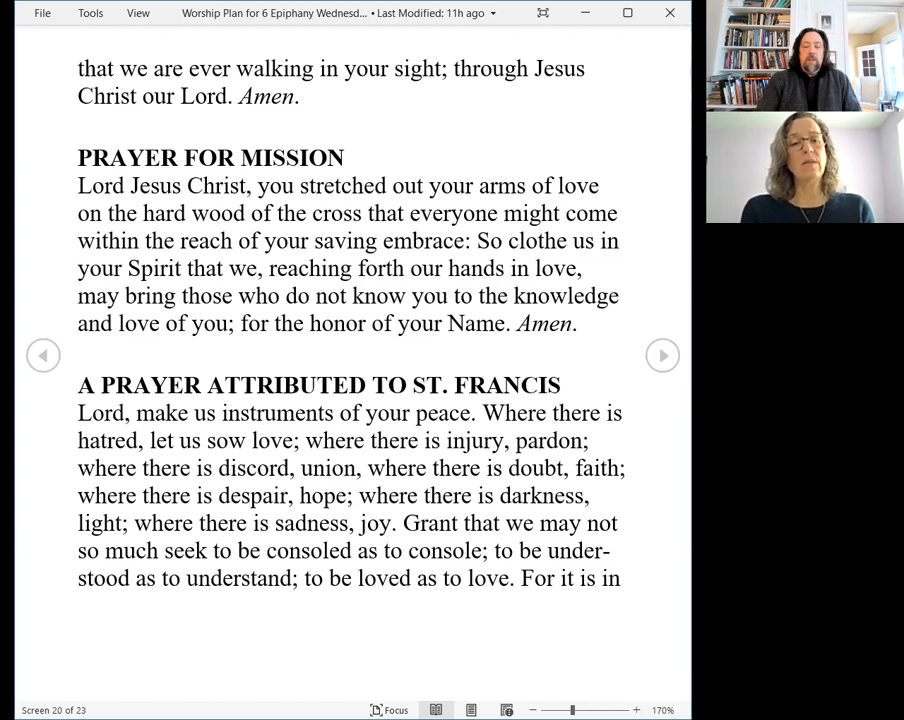 File Tools View Worship Plan for 6 Epiphany Wednesd... • Last Modified: 11h ago
that we are ever walking in your sight; through Jesus
Christ our Lord. Amen.
PRAYER FOR MISSION
Lord Jesus Christ, you stretched out your arms of love
on the hard wood of the cross that everyone might come
within the reach of your saving embrace: So clothe us in
your Spirit that we, reaching forth our hands in love,
may bring those who do not know you to the knowledge
and love of you; for the honor of your Name. Amen.
A PRAYER ATTRIBUTED TO ST. FRANCIS
Lord, make us instruments of your peace. Where there is
hatred, let us sow love; where there is injury, pardon;
where there is discord, union, where there is doubt, faith;
where there is despair, hope; where there is darkness,
light; where there is sadness, joy. Grant that we may not
so much seek to be consoled as to console; to be under-
stood as to understand; to be loved as to love. For it is in
Screen 20 of 23 Focus 170%